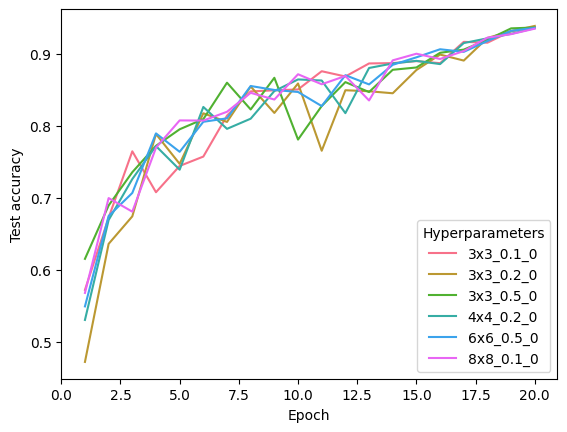 Test accuracy
0.9
0.8
0.7
0.6
0.5
Hyperparameters
3x3_0.1_0
3x3_0.2_0
3x3_0.5_0
4x4_0.2_0
6x6_0.5_0
8x8_0.1_0
0.0 2.5 5.0 7.5 10.0 12.5 15.0 17.5 20.0
Epoch